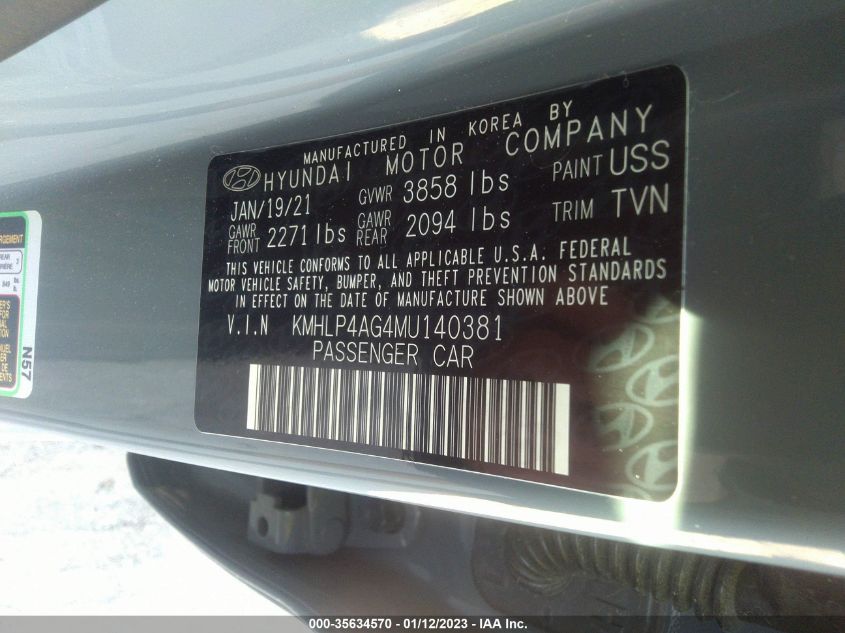 MANUFACTURED IN KOREA BY
HYUNDAI MOTOR COMPANY
JAN/19/21 GVWR 3858 lbs PAINT USS
GAWR FRONT 2271 lbs GAWR REAR 2094 lbs TRIM TVN
THIS VEHICLE CONFORMS TO ALL APPLICABLE U.S.A. FEDERAL
MOTOR VEHICLE SAFETY, BUMPER, AND THEFT PREVENTION STANDARDS
IN EFFECT ON THE DATE OF MANUFACTURE SHOWN ABOVE
V.I.N KMHLP4AG4MU140381
PASSENGER CAR
REAR
N57
000-35634570 - 01/12/2023 - IAA Inc.